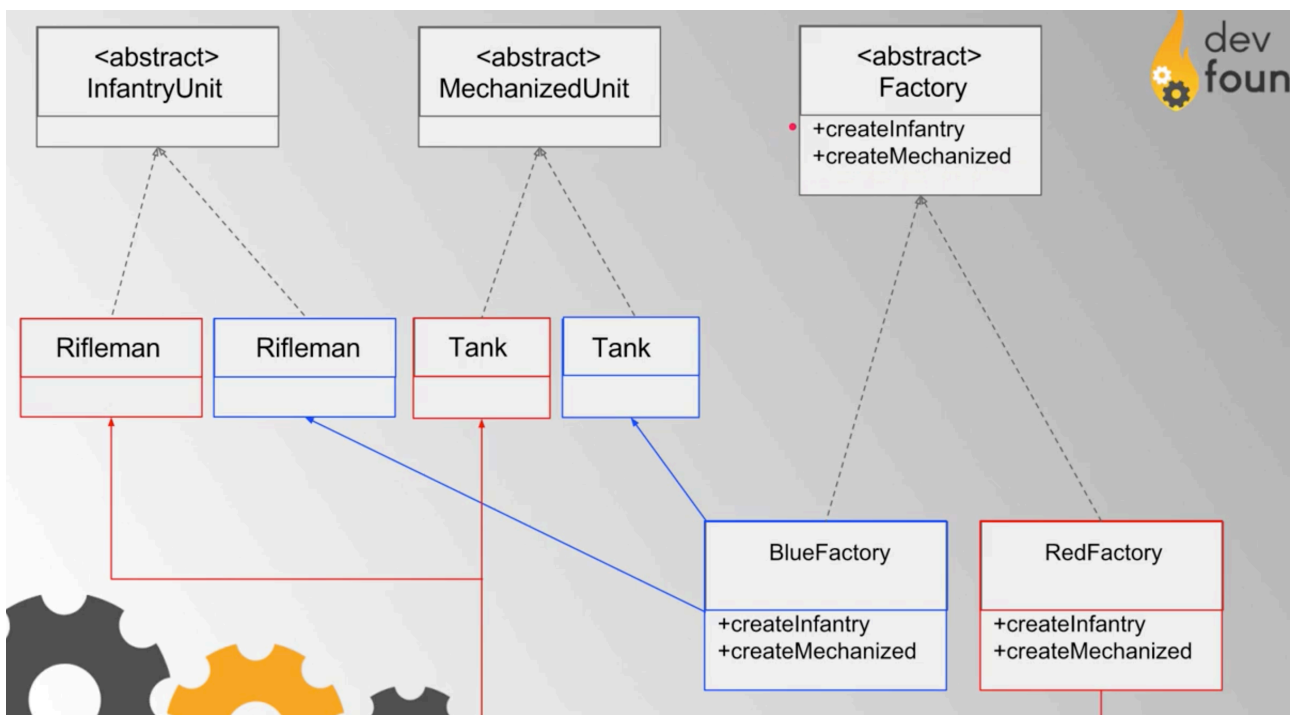 <abstract>
InfantryUnit
<abstract>
MechanizedUnit
<abstract>
Factory
+createInfantry
+createMechanized
dev
foun
Rifleman
Rifleman
Tank
Tank
BlueFactory
+createInfantry
+createMechanized
RedFactory
+createInfantry
+createMechanized